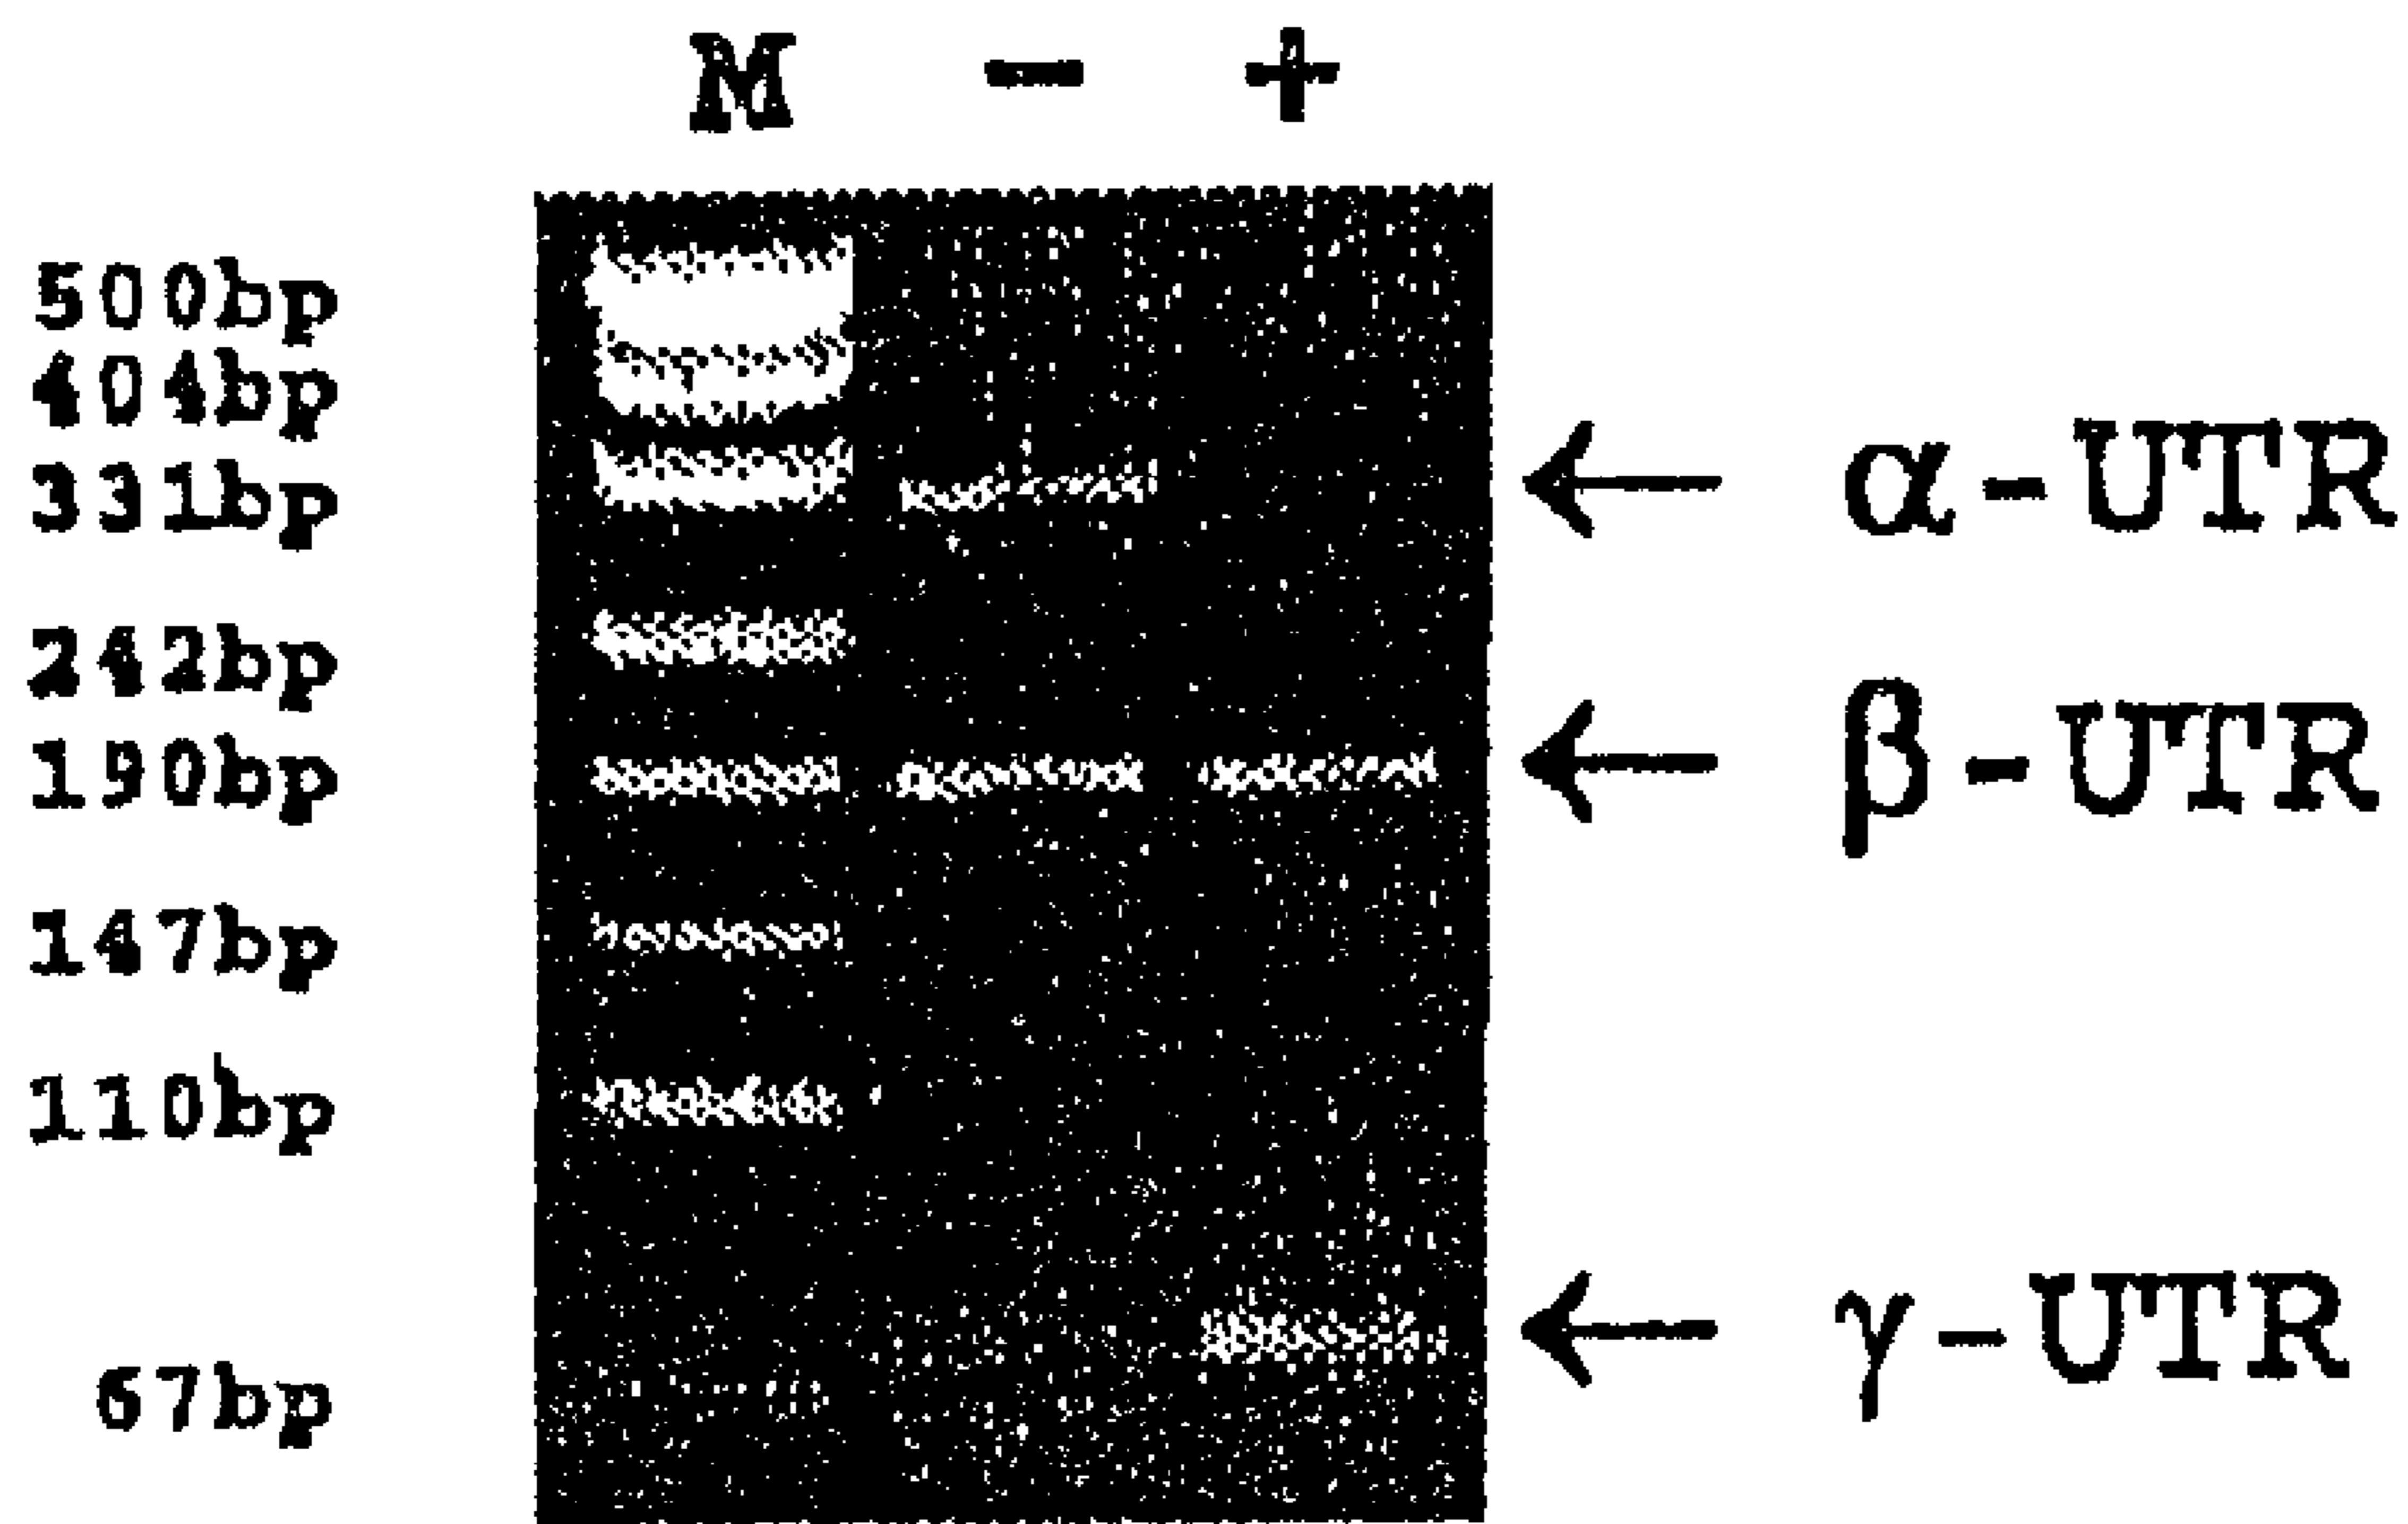 M - +
500bp
404bp
331bp
α-UTR
242bp
190bp
β-UTR
147bp
110bp
γ-UTR
67bp